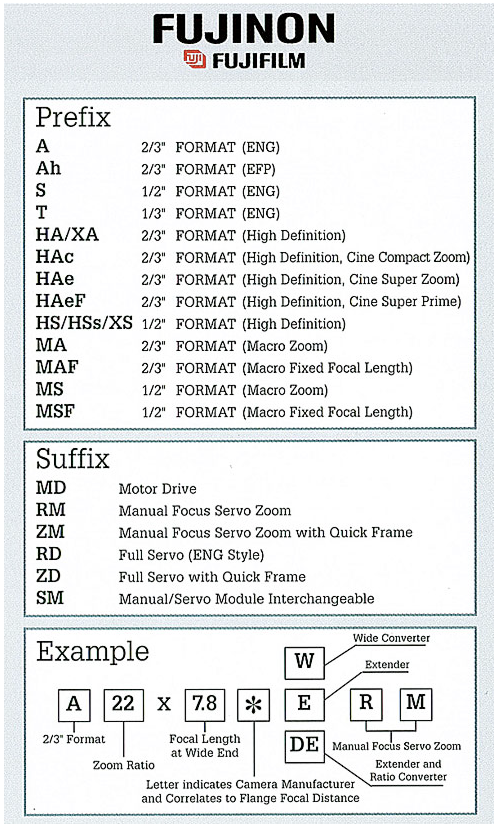 FUJINON
FUJI FUJIFILM
Prefix
A 2/3" FORMAT (ENG)
Ah 2/3" FORMAT (EFP)
S 1/2" FORMAT (ENG)
T 1/3" FORMAT (ENG)
HA/XA 2/3" FORMAT (High Definition)
HAc 2/3" FORMAT (High Definition, Cine Compact Zoom)
HAe 2/3" FORMAT (High Definition, Cine Super Zoom)
HAeF 2/3" FORMAT (High Definition, Cine Super Prime)
HS/HSs/XS 1/2" FORMAT (High Definition)
MA 2/3" FORMAT (Macro Zoom)
MAF 2/3" FORMAT (Macro Fixed Focal Length)
MS 1/2" FORMAT (Macro Zoom)
MSF 1/2" FORMAT (Macro Fixed Focal Length)
Suffix
MD Motor Drive
RM Manual Focus Servo Zoom
ZM Manual Focus Servo Zoom with Quick Frame
RD Full Servo (ENG Style)
ZD Full Servo with Quick Frame
SM Manual/Servo Module Interchangeable
Example
Wide Converter
W
Extender
A 22 x 7.8 * E R M
2/3" Format
Zoom Ratio
Focal Length
at Wide End
DE
Manual Focus Servo Zoom
Extender and
Ratio Converter
Letter indicates Camera Manufacturer
and Correlates to Flange Focal Distance